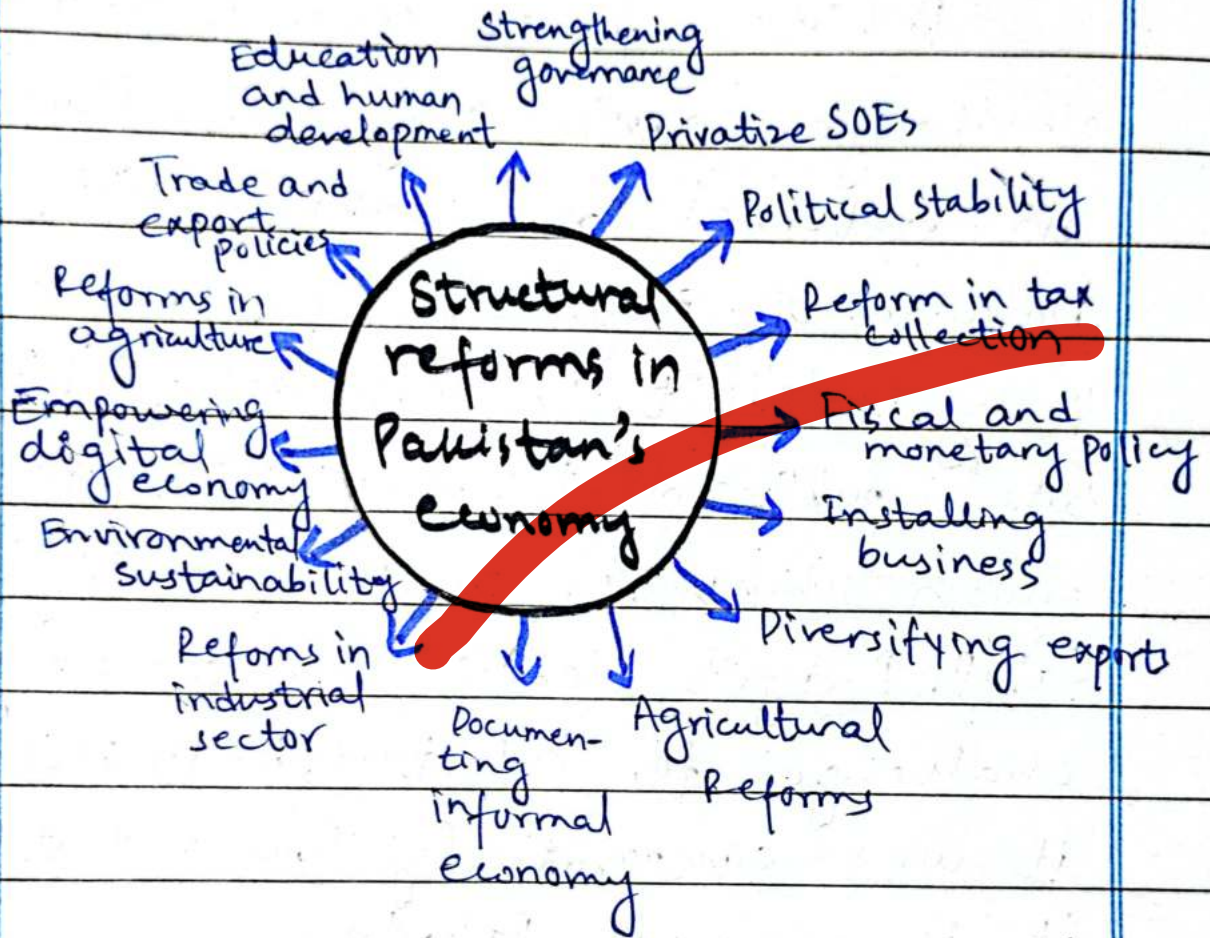 Structural
reforms in
Pakistan's
economy
Strengthening
governance
Privatize SOEs
Political stability
Reform in tax
collection
Fiscal and
monetary policy
Installing
business
Diversifying exports
Agricultural
Reforms
Documen-
ting
informal
economy
Reforms in
industrial
sector
Environmental
sustainability
Empowering
digital
economy
Reforms in
agriculture
Trade and
export
policies
Education
and human
development